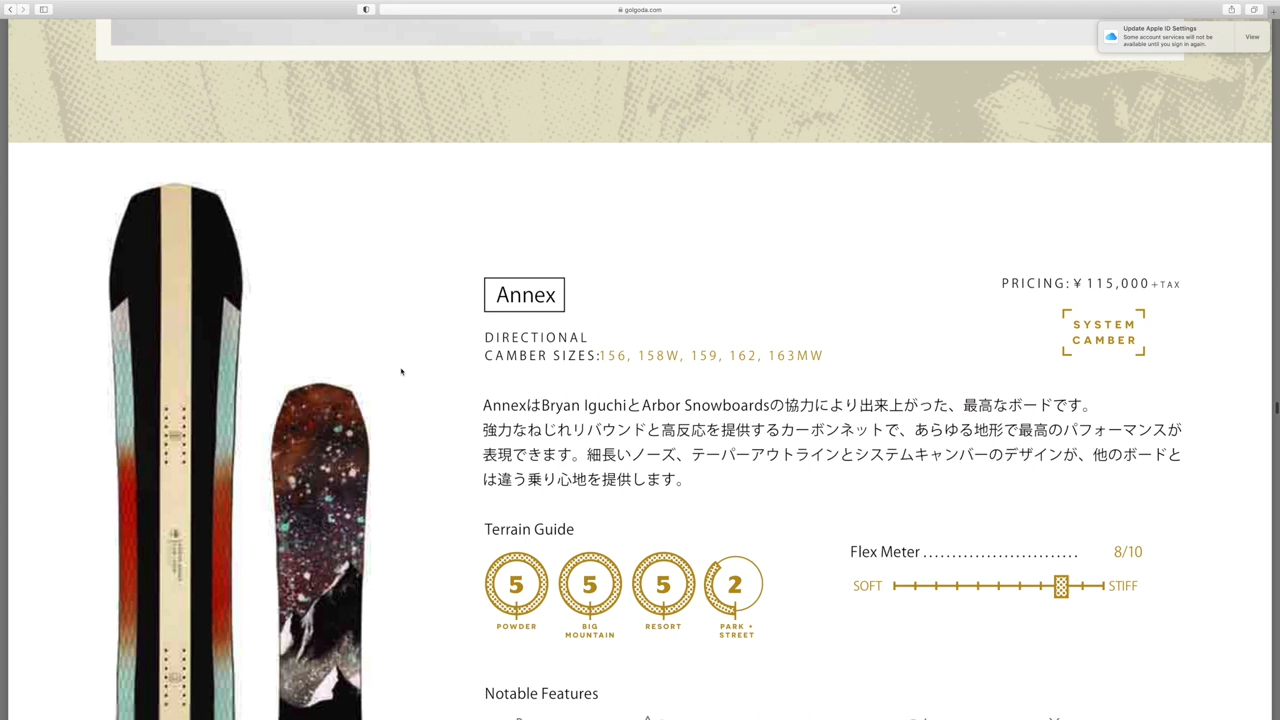 golgoda.com
Update Apple ID Settings
Some account services will not be
available until you sign in again.
View
Annex
PRICING:¥115,000+TAX
SYSTEM
CAMBER
DIRECTIONAL
CAMBER SIZES:156, 158W, 159, 162, 163MW
AnnexはBryan IguchiとArbor Snowboardsの協力により出来上がった、最高なボードです。
強力なねじれリバウンドと高反応を提供するカーボンネットで、あらゆる地形で最高のパフォーマンスが
表現できます。細長いノーズ、テーパーアウトラインとシステムキャンバーのデザインが、他のボードと
は違う乗り心地を提供します。
Terrain Guide
5
POWDER
5
BIG
MOUNTAIN
5
RESORT
2
PARK +
STREET
Flex Meter .......................... 8/10
SOFT
STIFF
Notable Features